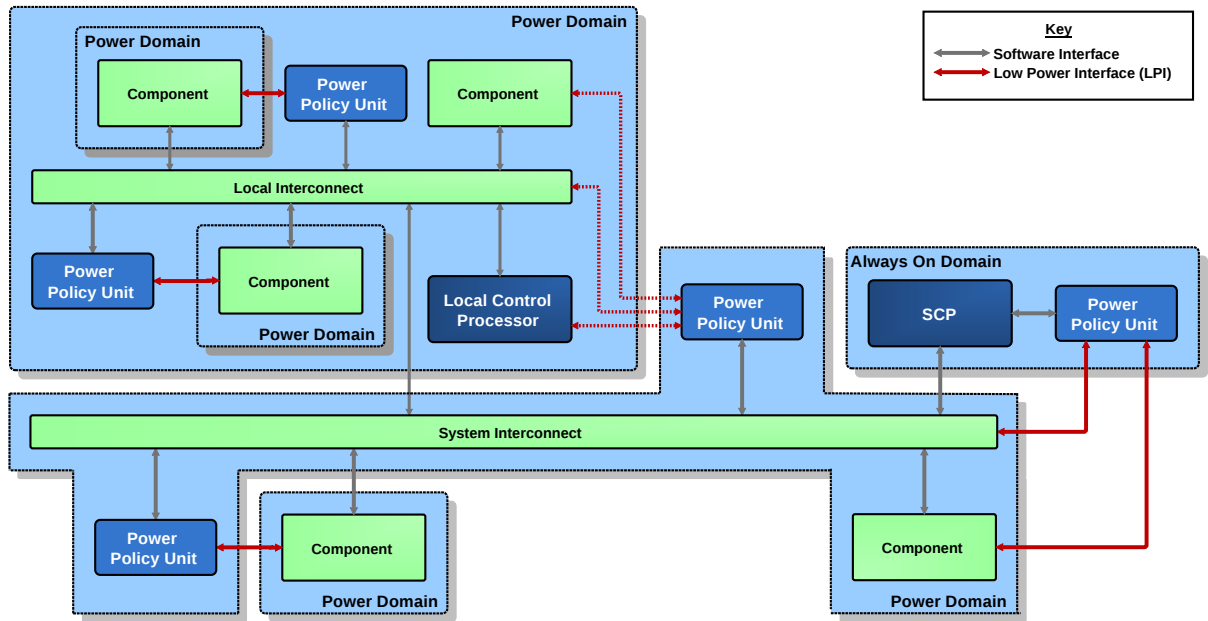 Power Domain
Power Domain
Component
Power
Policy Unit
Component
Local Interconnect
Power
Policy Unit
Component
Power Domain
Local Control
Processor
Key
Software Interface
Low Power Interface (LPI)
Power
Policy Unit
Always On Domain
SCP
Power
Policy Unit
System Interconnect
Power
Policy Unit
Component
Power Domain
Component
Power Domain